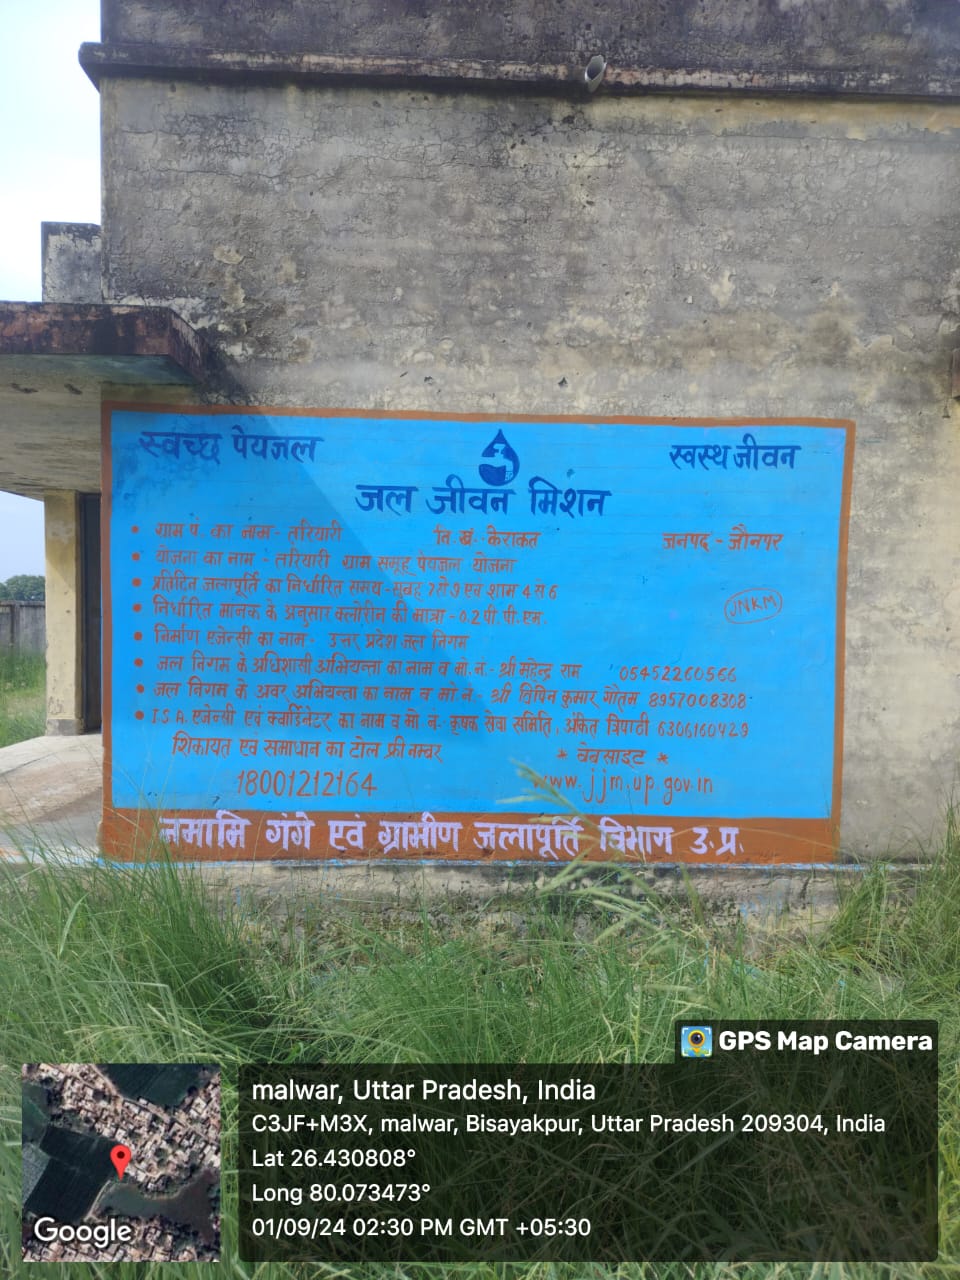 स्वच्छ पेयजल
स्वस्थ जीवन
जल जीवन मिशन
• ग्राम पं. का नाम- तरियारी वि. खं.- केराकत जनपद - जौनपुर
• योजना का नाम - तरियारी ग्राम समूह पेयजल योजना
• प्रतिदिन जलापूर्ति का निर्धारित समय - सुबह 7 से 9 एवं शाम 4 से 6
• निर्धारित मानक के अनुसार क्लोरीन की मात्रा - 0.2 पी. पी. एम.
JNKM
• निर्माण एजेन्सी का नाम- उत्तर प्रदेश जल निगम
• जल निगम के अधिशासी अभियन्ता का नाम व मो. नं.- श्री महेन्द्र राम 05452260566
• जल निगम के अवर अभियन्ता का नाम व मो नं - श्री विपिन कुमार गौतम 8957008308
• I.S.A. एजेन्सी एवं क्वार्डिनेटर का नाम व मो नं- कृषक सेवा समिति, अंकित त्रिपाठी 6306160429
शिकायत एवं समाधान का टोल फ्री नम्बर * वेबसाइट *
18001212164 www.jjm.up.gov.in
नमामि गंगे एवं ग्रामीण जलापूर्ति विभाग उ.प्र.
GPS Map Camera
malwar, Uttar Pradesh, India
C3JF+M3X, malwar, Bisayakpur, Uttar Pradesh 209304, India
Lat 26.430808°
Long 80.073473°
01/09/24 02:30 PM GMT +05:30
Google